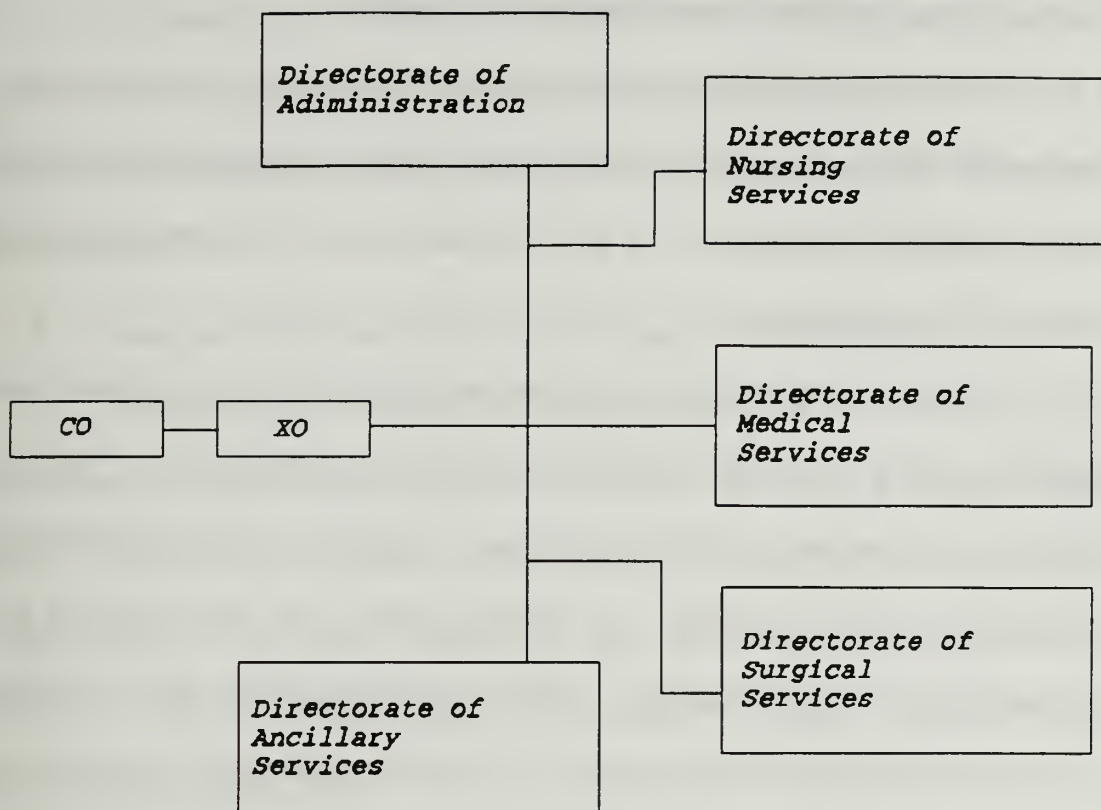 Directorate of
Adiministration
Directorate of
Nursing
Services
CO
XO
Directorate of
Medical
Services
Directorate of
Surgical
Services
Directorate of
Ancillary
Services